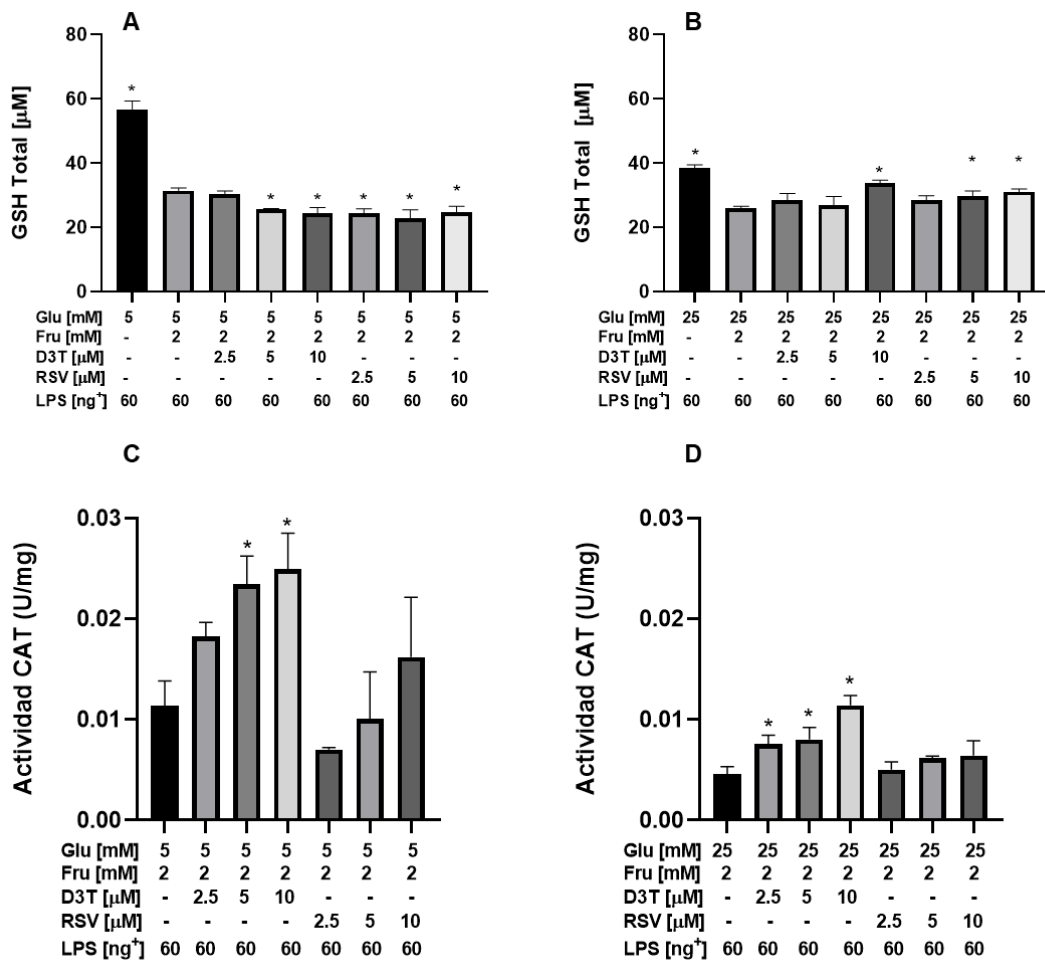 A
GSH Total [µM]
80
60
40
20
0
* * * * * *
Glu [mM] 5 5 5 5 5 5 5 5
Fru [mM] - 2 2 2 2 2 2 2
D3T [µM] - - 2.5 5 10 - - -
RSV [µM] - - - - - 2.5 5 10
LPS [ng⁺] 60 60 60 60 60 60 60 60
B
GSH Total [µM]
80
60
40
20
0
* * * *
Glu [mM] 25 25 25 25 25 25 25 25
Fru [mM] - 2 2 2 2 2 2 2
D3T [µM] - - 2.5 5 10 - - -
RSV [µM] - - - - - 2.5 5 10
LPS [ng⁺] 60 60 60 60 60 60 60 60
C
Actividad CAT (U/mg)
0.03
0.02
0.01
0.00
* *
Glu [mM] 5 5 5 5 5 5 5
Fru [mM] 2 2 2 2 2 2 2
D3T [µM] - 2.5 5 10 - - -
RSV [µM] - - - - 2.5 5 10
LPS [ng⁺] 60 60 60 60 60 60 60
D
Actividad CAT (U/mg)
0.03
0.02
0.01
0.00
* * *
Glu [mM] 25 25 25 25 25 25 25
Fru [mM] 2 2 2 2 2 2 2
D3T [µM] - 2.5 5 10 - - -
RSV [µM] - - - - 2.5 5 10
LPS [ng⁺] 60 60 60 60 60 60 60